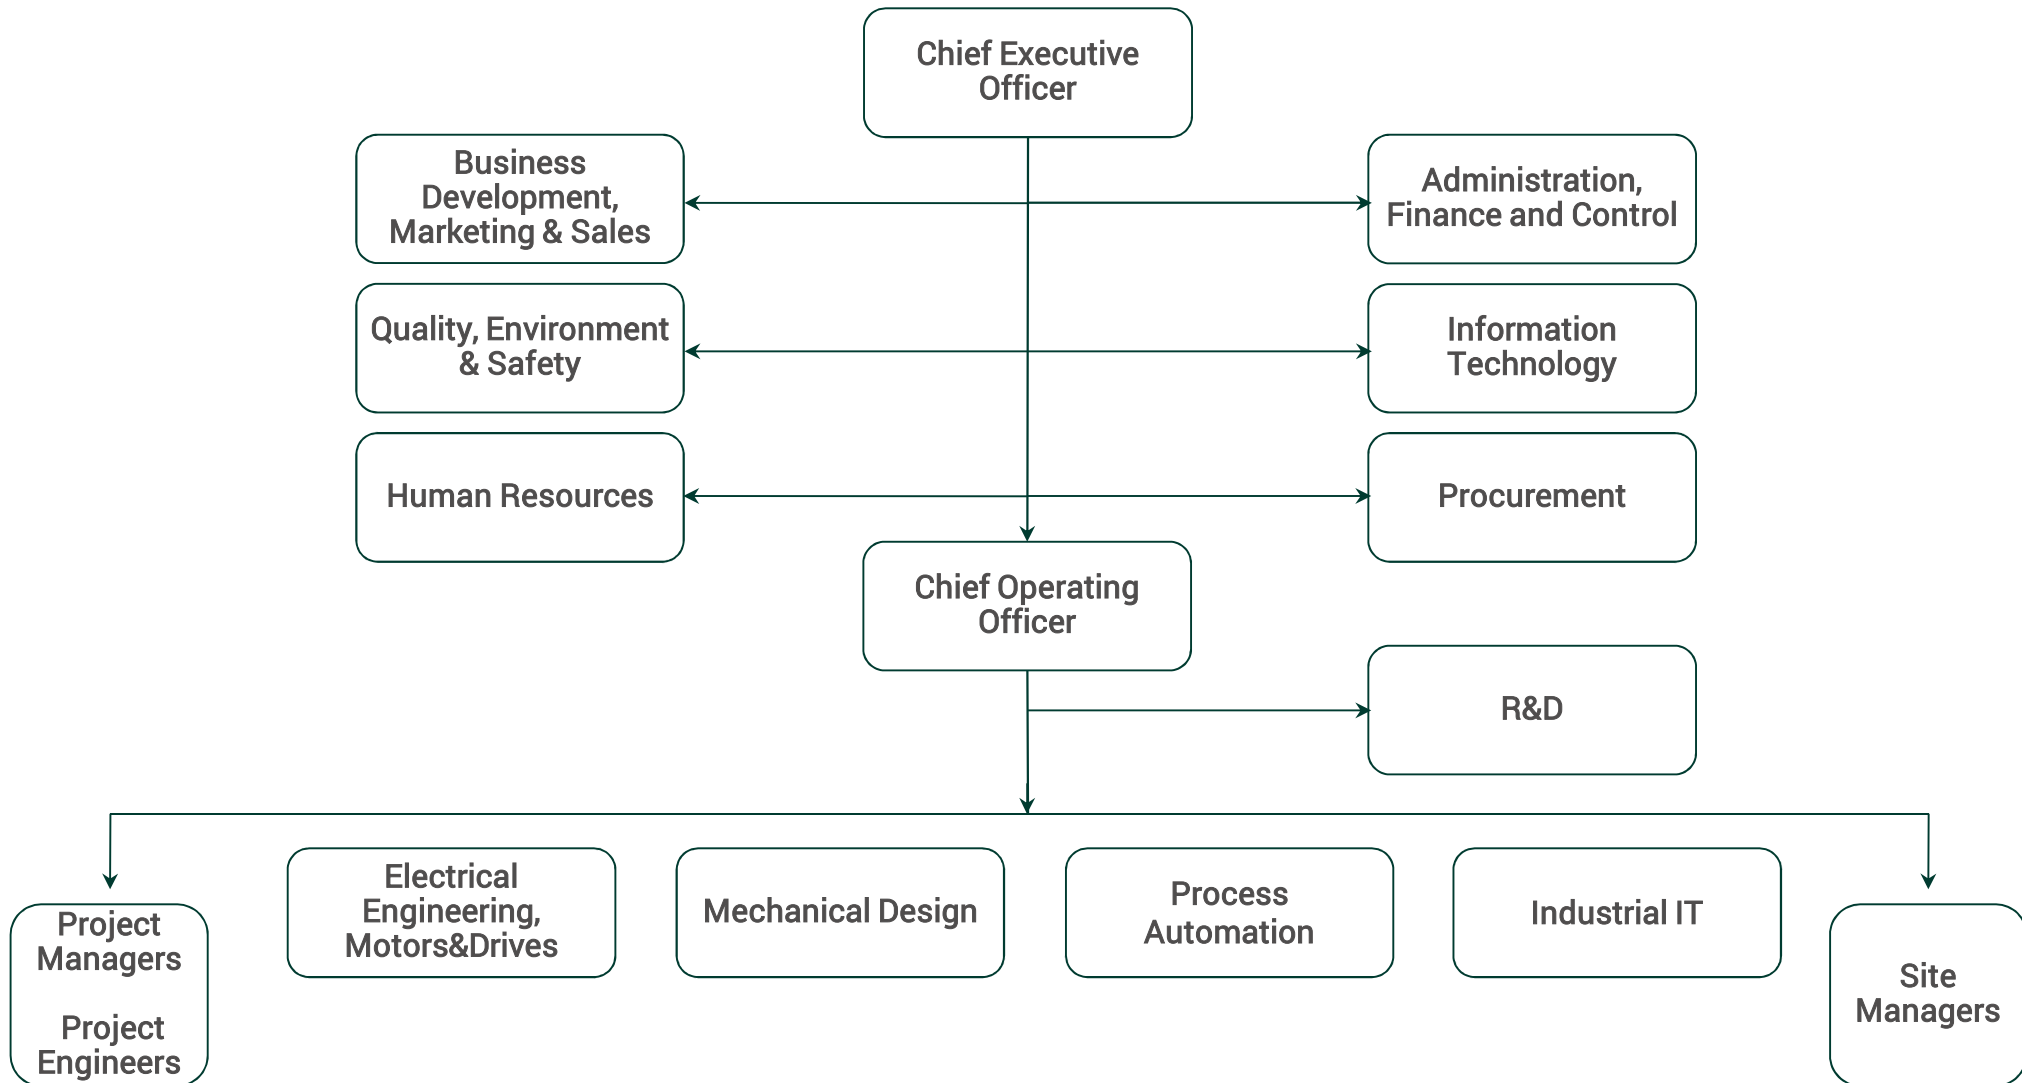 Chief Executive
Officer
Business
Development,
Marketing & Sales
Administration,
Finance and Control
Quality, Environment
& Safety
Information
Technology
Human Resources
Procurement
Chief Operating
Officer
R&D
Project
Managers
Project
Engineers
Electrical
Engineering,
Motors&Drives
Mechanical Design
Process
Automation
Industrial IT
Site
Managers